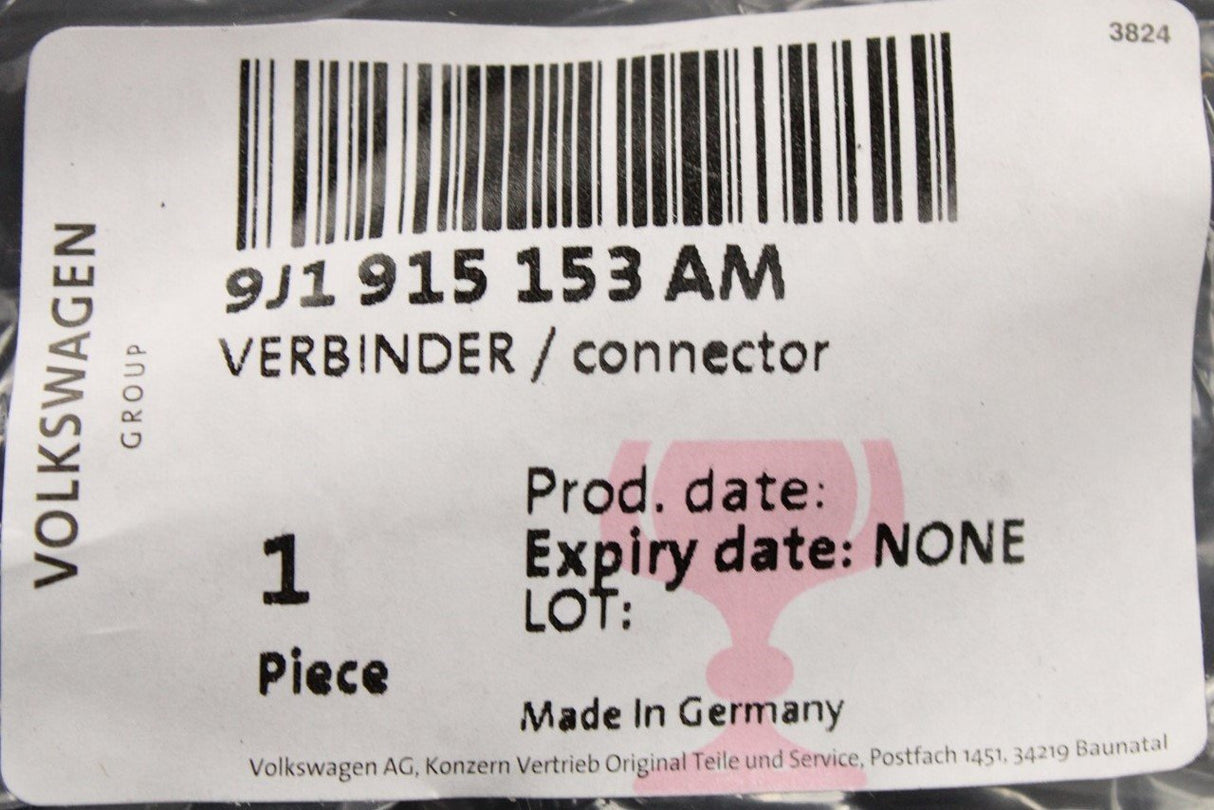 3824
9J1 915 153 AM
VERBINDER / connector
VOLKSWAGEN
GROUP
Prod. date:
Expiry date: NONE
LOT:
1
Piece
Made In Germany
Volkswagen AG, Konzern Vertrieb Original Teile und Service, Postfach 1451, 34219 Baunatal